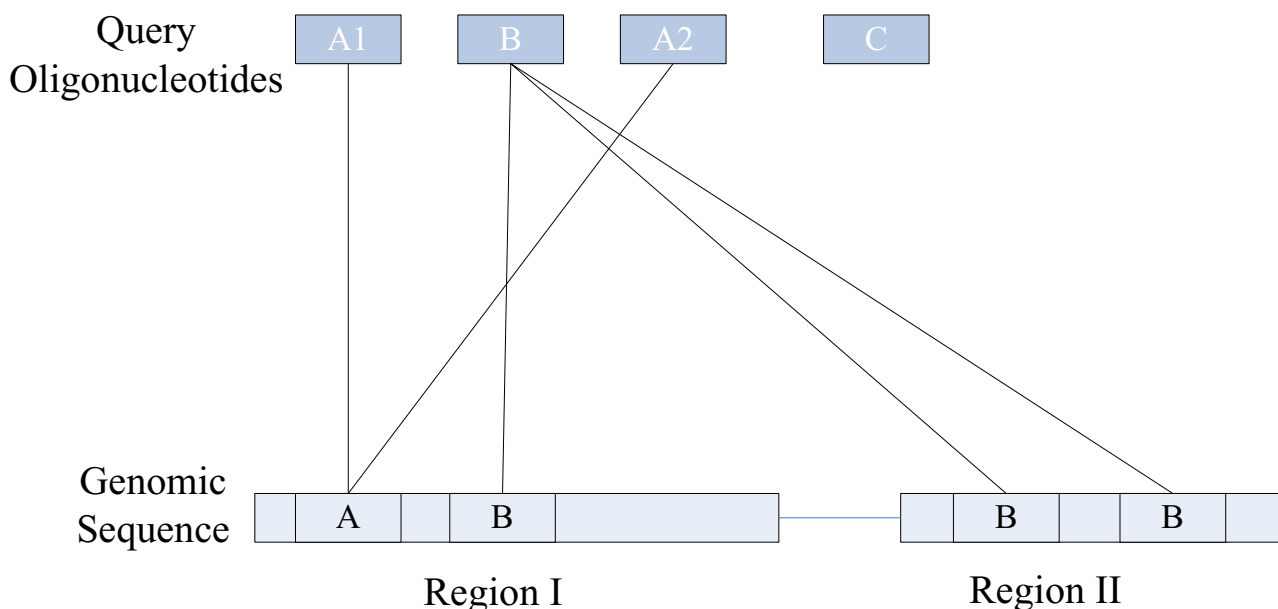 Query
Oligonucleotides
A1 B A2 C
Genomic
Sequence
A B B B
Region I Region II